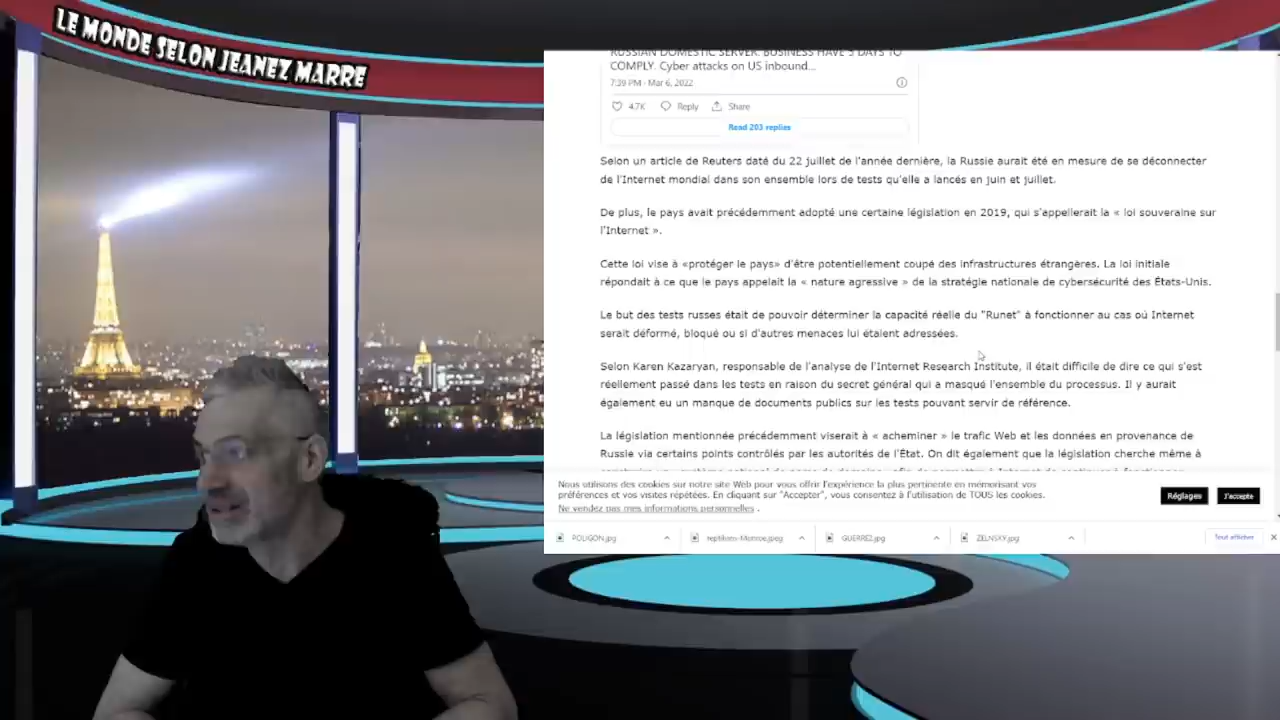 LE MONDE SELON JEANEZ MARRE
RUSSIAN DOMESTIC SERVER. BUSINESS HAVE 5 DAYS TO
COMPLY. Cyber attacks on US inbound...
7:39 PM · Mar 6, 2022
4.7K Reply Share
Read 203 replies
Selon un article de Reuters daté du 22 juillet de l'année dernière, la Russie aurait été en mesure de se déconnecter
de l'Internet mondial dans son ensemble lors de tests qu'elle a lancés en juin et juillet.
De plus, le pays avait précédemment adopté une certaine législation en 2019, qui s'appellerait la « loi souveraine sur
l'Internet ».
Cette loi vise à «protéger le pays» d'être potentiellement coupé des infrastructures étrangères. La loi initiale
répondait à ce que le pays appelait la « nature agressive » de la stratégie nationale de cybersécurité des États-Unis.
Le but des tests russes était de pouvoir déterminer la capacité réelle du "Runet" à fonctionner au cas où Internet
serait déformé, bloqué ou si d'autres menaces lui étaient adressées.
Selon Karen Kazaryan, responsable de l'analyse de l'Internet Research Institute, il était difficile de dire ce qui s'est
réellement passé dans les tests en raison du secret général qui a masqué l'ensemble du processus. Il y aurait
également eu un manque de documents publics sur les tests pouvant servir de référence.
La législation mentionnée précédemment viserait à « acheminer » le trafic Web et les données en provenance de
Russie via certains points contrôlés par les autorités de l'État. On dit également que la législation cherche même à
Nous utilisons des cookies sur notre site Web pour vous offrir l'expérience la plus pertinente en mémorisant vos
préférences et vos visites répétées. En cliquant sur "Accepter", vous consentez à l'utilisation de TOUS les cookies.
Ne vendez pas mes informations personnelles .
Réglages J'accepte
POLIGON.jpg reptiliens-Monroe.jpeg GUERRE2.jpg ZELNSKY.jpg Tout afficher